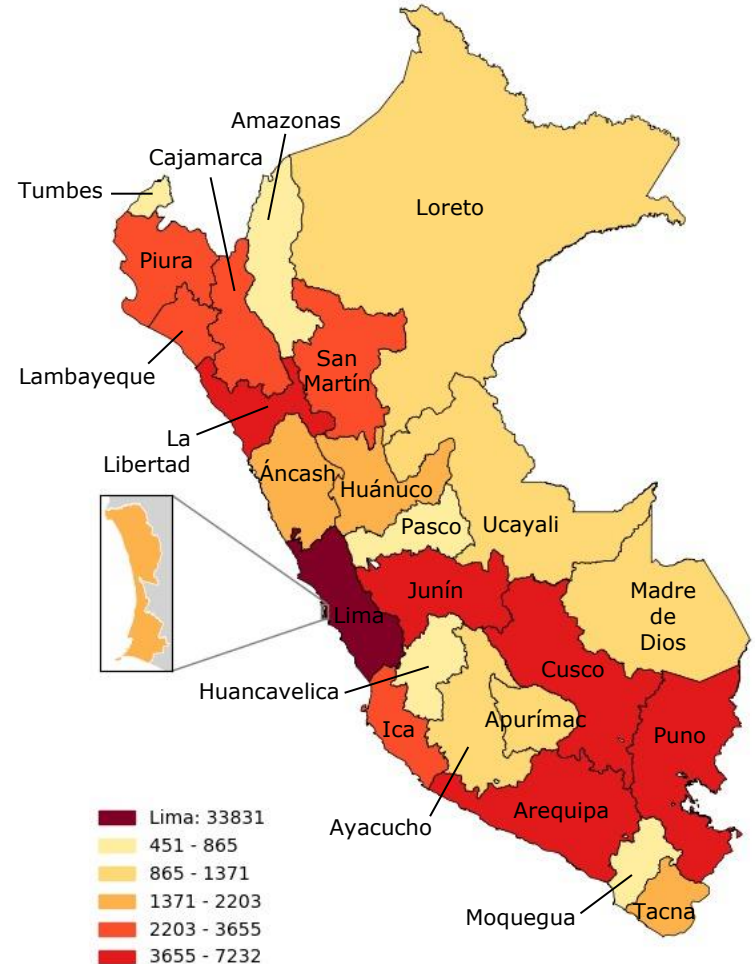 Amazonas
Cajamarca
Tumbes
Loreto
Piura
Lambayeque
San
Martín
La
Libertad
Áncash
Huánuco
Pasco
Ucayali
Junín
Madre
de
Dios
Lima
Cusco
Huancavelica
Apurímac
Ica
Puno
Arequipa
Ayacucho
Moquegua
Tacna
Lima: 33831
451 - 865
865 - 1371
1371 - 2203
2203 - 3655
3655 - 7232